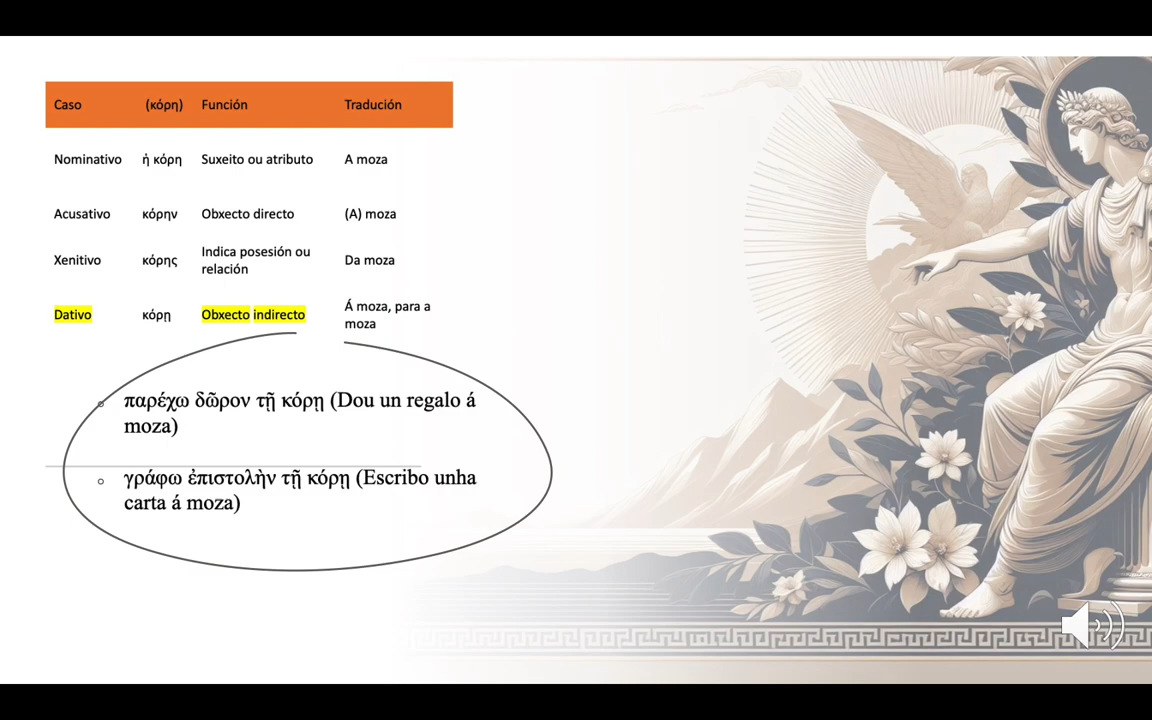 Caso (κόρη) Función Tradución
Nominativo ἡ κόρη Suxeito ou atributo A moza
Acusativo κόρην Obxecto directo (A) moza
Xenitivo κόρης Indica posesión ou relación Da moza
Dativo κόρῃ Obxecto indirecto Á moza, para a moza
παρέχω δῶρον τῇ κόρῃ (Dou un regalo á
moza)
γράφω ἐπιστολὴν τῇ κόρῃ (Escribo unha
carta á moza)